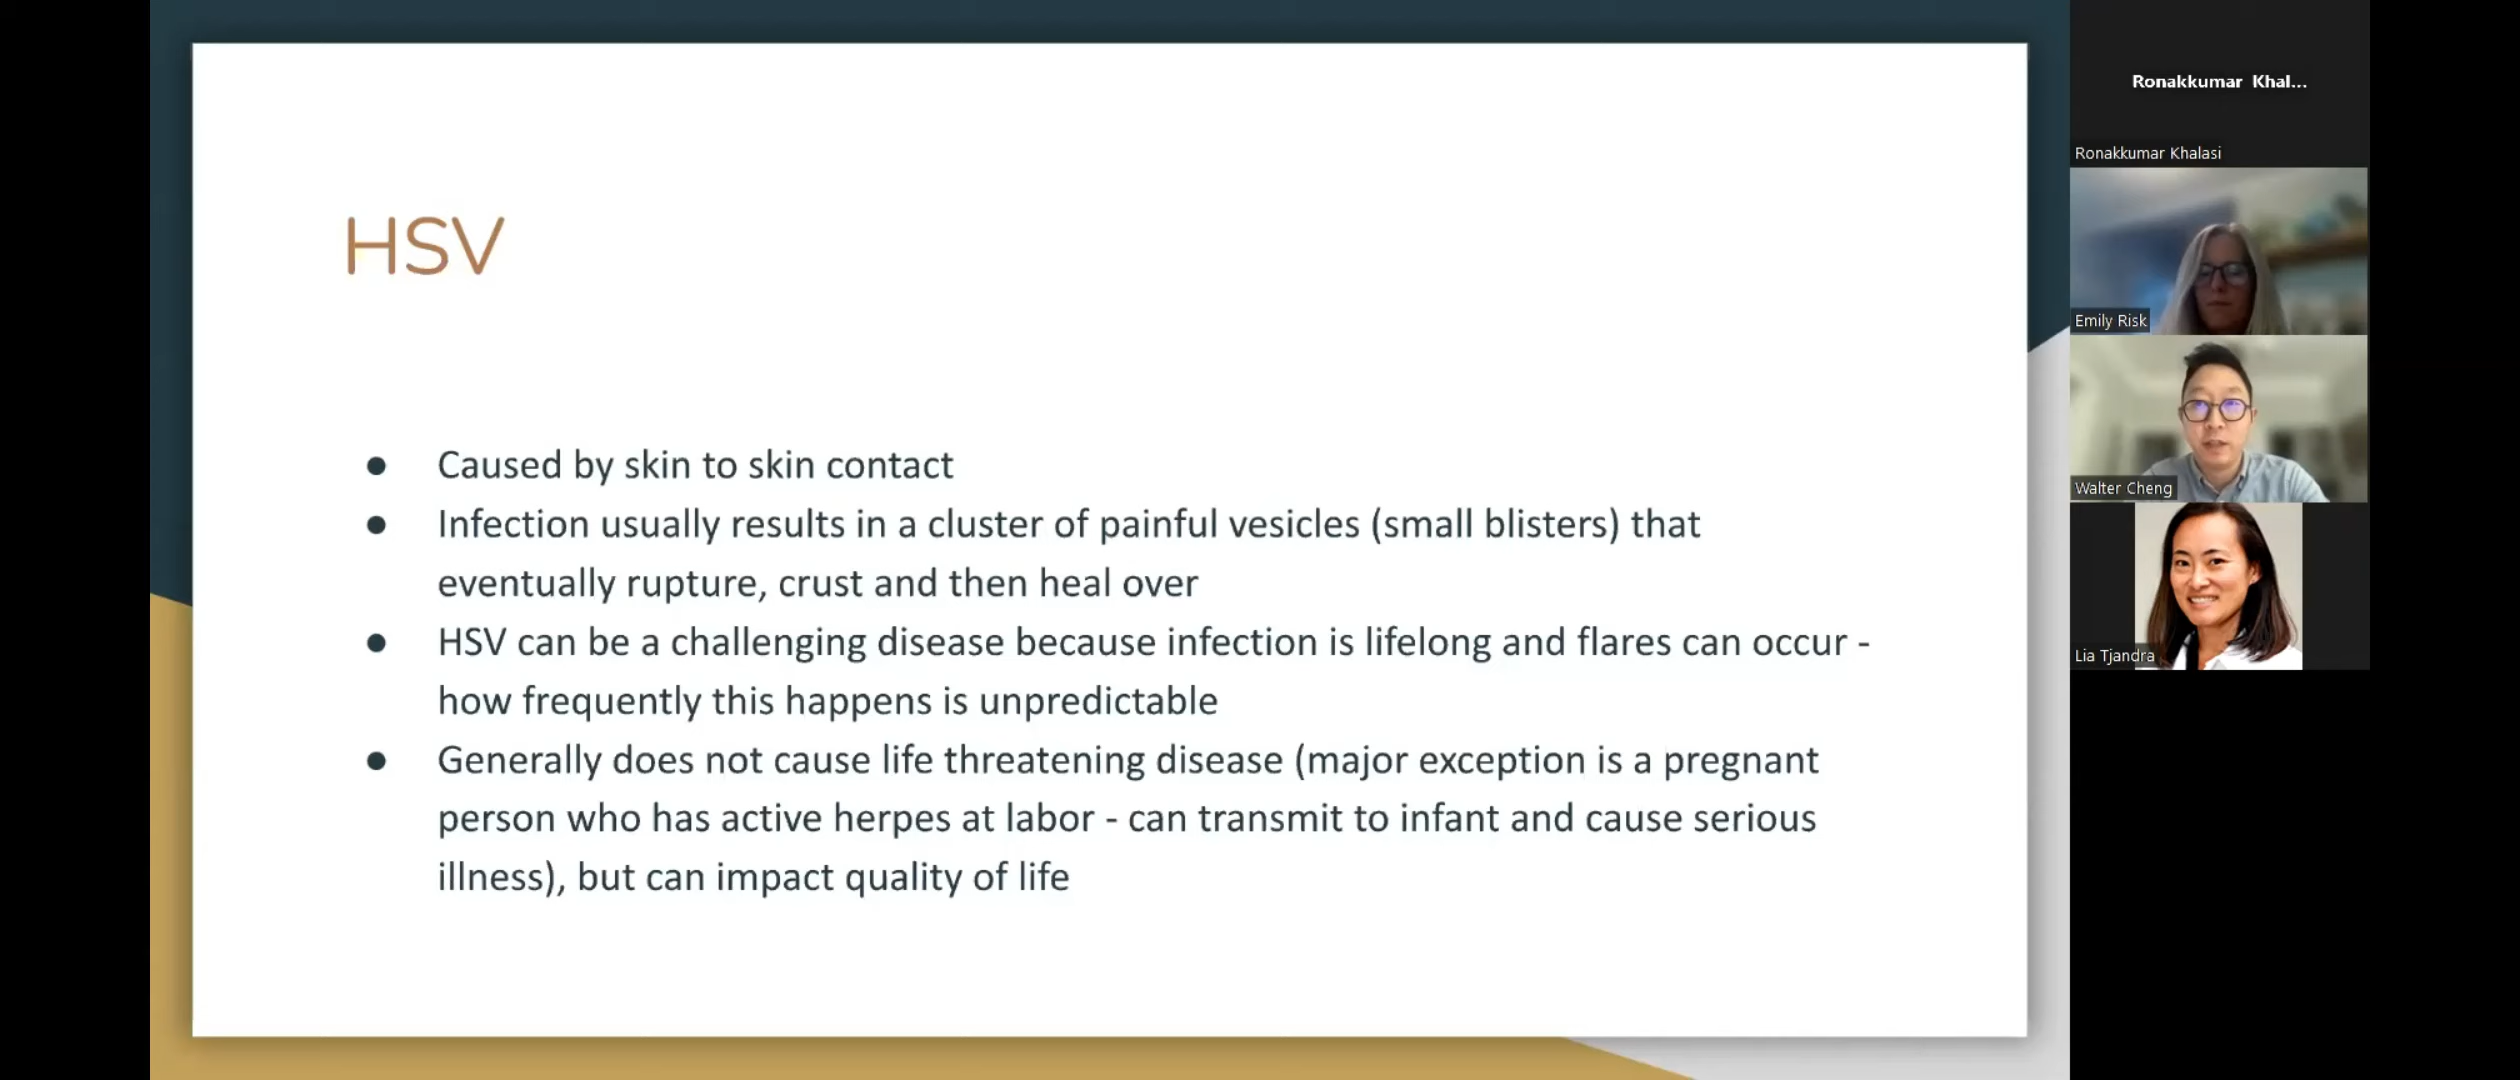 HSV
● Caused by skin to skin contact
● Infection usually results in a cluster of painful vesicles (small blisters) that
eventually rupture, crust and then heal over
● HSV can be a challenging disease because infection is lifelong and flares can occur -
how frequently this happens is unpredictable
● Generally does not cause life threatening disease (major exception is a pregnant
person who has active herpes at labor - can transmit to infant and cause serious
illness), but can impact quality of life
Ronakkumar Khal...
Ronakkumar Khalasi
Emily Risk
Walter Cheng
Lia Tjandra